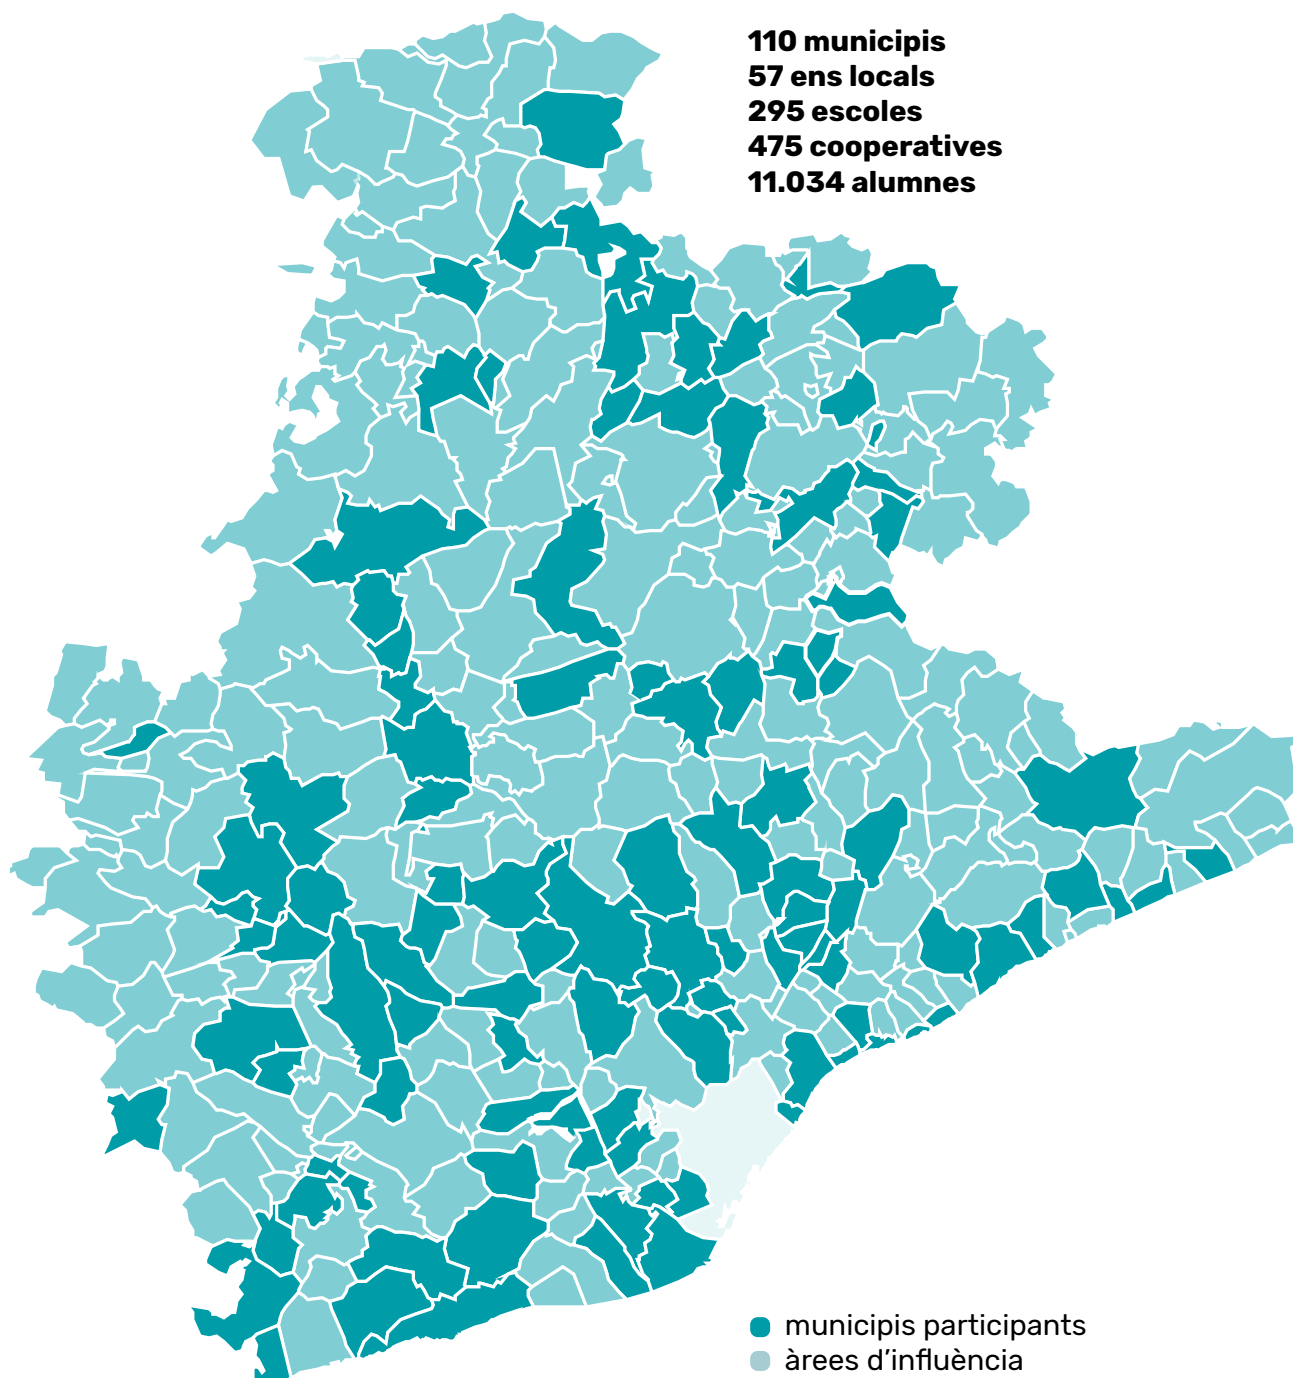 110 municipis
57 ens locals
295 escoles
475 cooperatives
11.034 alumnes
municipis participants
àrees d'influència